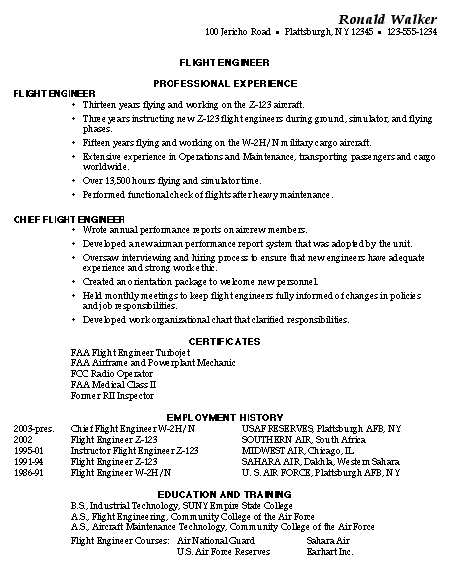 Ronald Walker
100 Jericho Road • Plattsburgh, NY 12345 • 123-555-1234
FLIGHT ENGINEER
PROFESSIONAL EXPERIENCE
FLIGHT ENGINEER
• Thirteen years flying and working on the Z-123 aircraft.
• Three years instructing new Z-123 flight engineers during ground, simulator, and flying
phases.
• Fifteen years flying and working on the W-2H/N military cargo aircraft.
• Extensive experience in Operations and Maintenance, transporting passengers and cargo
worldwide.
• Over 13,500 hours flying and simulator time.
• Performed functional check of flights after heavy maintenance.
CHIEF FLIGHT ENGINEER
• Wrote annual performance reports on aircrew members.
• Developed a new airman performance report system that was adopted by the unit.
• Oversaw interviewing and hiring process to ensure that new engineers have adequate
experience and strong work ethic.
• Created an orientation package to welcome new personnel.
• Held monthly meetings to keep flight engineers fully informed of changes in policies
and job responsibilities.
• Developed work organizational chart that clarified responsibilities.
CERTIFICATES
FAA Flight Engineer Turbojet
FAA Airframe and Powerplant Mechanic
FCC Radio Operator
FAA Medical Class II
Former RII Inspector
EMPLOYMENT HISTORY
2003-pres. Chief Flight Engineer W-2H/N USAF RESERVES, Plattsburgh AFB, NY
2002 Flight Engineer Z-123 SOUTHERN AIR, South Africa
1995-01 Instructor Flight Engineer Z-123 MIDWEST AIR, Chicago, IL
1991-94 Flight Engineer Z-123 SAHARA AIR, Dakhla, Western Sahara
1986-91 Flight Engineer W-2H/N U. S. AIR FORCE, Plattsburgh AFB, NY
EDUCATION AND TRAINING
B.S., Industrial Technology, SUNY Empire State College
A.S., Flight Engineering, Community College of the Air Force
A.S., Aircraft Maintenance Technology, Community College of the Air Force
Flight Engineer Courses: Air National Guard Sahara Air
U.S. Air Force Reserves Earhart Inc.